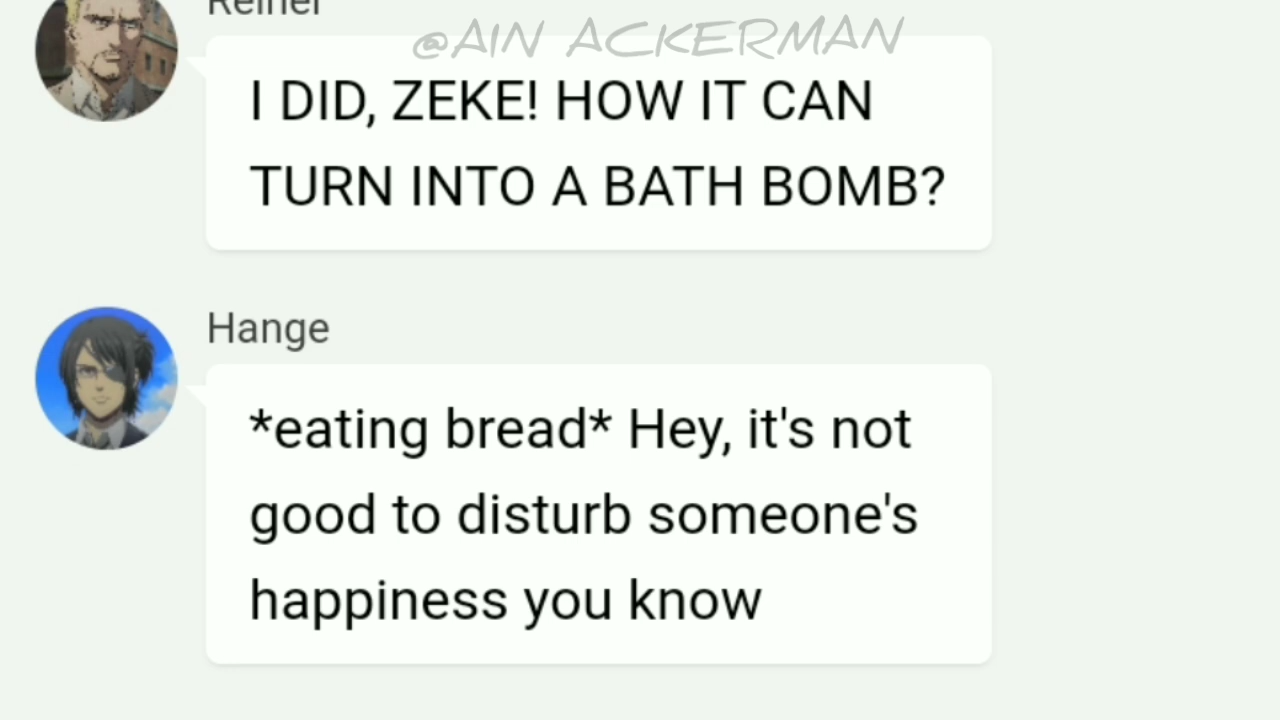 Reiner
@AIN ACKERMAN
I DID, ZEKE! HOW IT CAN
TURN INTO A BATH BOMB?
Hange
*eating bread* Hey, it's not
good to disturb someone's
happiness you know